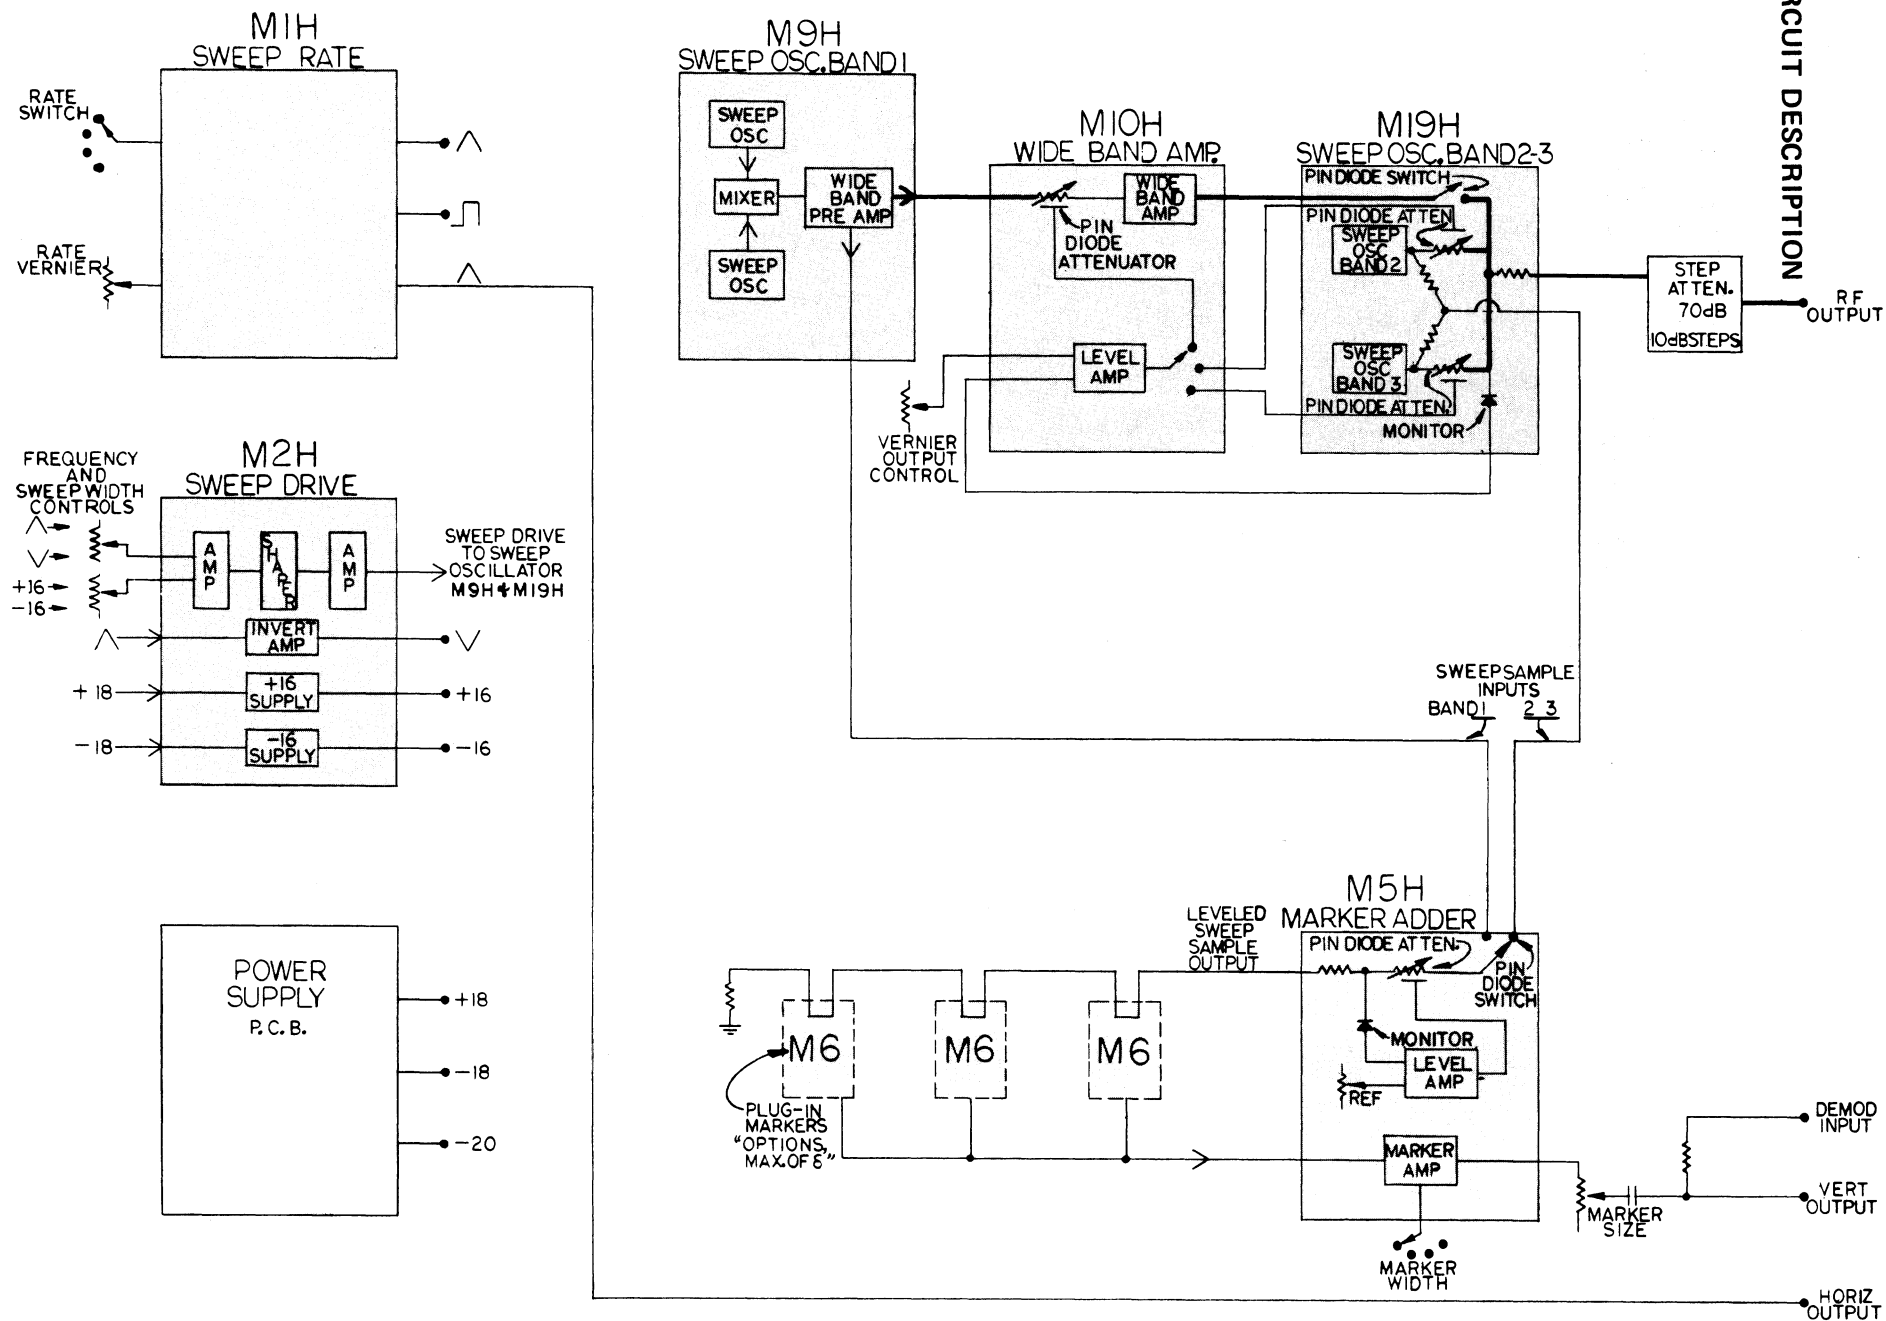 RCUIT DESCRIPTION
M1H
SWEEP RATE
RATE
SWITCH
RATE
VERNIER
M2H
SWEEP DRIVE
FREQUENCY
AND
SWEEP WIDTH
CONTROLS
+16
-16
AMP
SHAPER
AMP
SWEEP DRIVE
TO SWEEP
OSCILLATOR
M9H & M19H
INVERT
AMP
+18
+16
SUPPLY
+16
-18
-16
SUPPLY
-16
POWER
SUPPLY
P.C.B.
+18
-18
-20
M9H
SWEEP OSC. BAND 1
SWEEP
OSC
MIXER
WIDE
BAND
PRE AMP
SWEEP
OSC
M10H
WIDE BAND AMP.
WIDE
BAND
AMP
PIN
DIODE
ATTENUATOR
LEVEL
AMP
VERNIER
OUTPUT
CONTROL
M19H
SWEEP OSC. BAND 2-3
PIN DIODE SWITCH
PIN DIODE ATTEN
SWEEP
OSC
BAND 2
SWEEP
OSC
BAND 3
PIN DIODE ATTEN.
MONITOR
STEP
ATTEN.
70dB
10dB STEPS
RF
OUTPUT
SWEEP SAMPLE
INPUTS
BAND 1
2 3
M5H
MARKER ADDER
LEVELED
SWEEP
SAMPLE
OUTPUT
PIN DIODE ATTEN.
PIN
DIODE
SWITCH
MONITOR
LEVEL
AMP
REF
MARKER
AMP
MARKER
WIDTH
M6
M6
M6
PLUG-IN
MARKERS
"OPTIONS,
MAX. OF 6"
MARKER
SIZE
DEMOD
INPUT
VERT
OUTPUT
HORIZ
OUTPUT